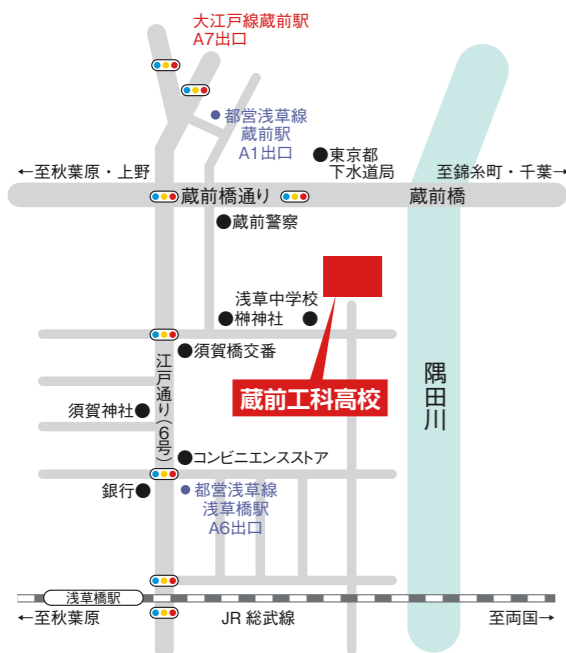 大江戸線蔵前駅
A7出口
都営浅草線
蔵前駅
A1出口
東京都
下水道局
←至秋葉原・上野
至錦糸町・千葉→
蔵前橋通り
蔵前橋
蔵前警察
浅草中学校
榊神社
須賀橋交番
蔵前工科高校
江戸通り(6号)
隅田川
須賀神社
コンビニエンスストア
銀行
都営浅草線
浅草橋駅
A6出口
浅草橋駅
←至秋葉原
JR 総武線
至両国→